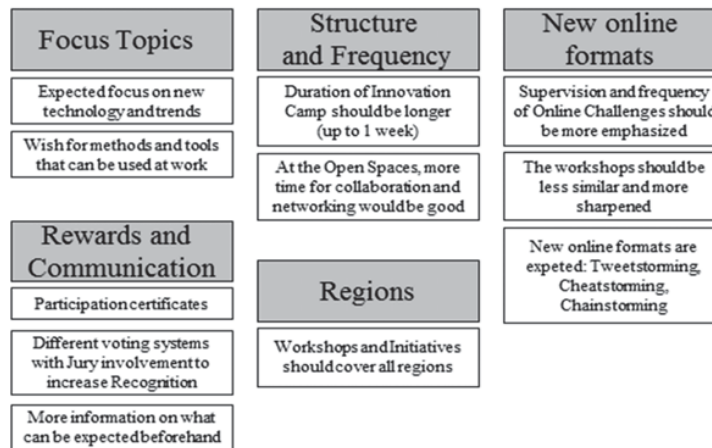 Focus Topics
Expected focus on new
technology and trends
Wish for methods and tools
that can be used at work
Structure
and Frequency
Duration of Innovation
Camp should be longer
(up to 1 week)
At the Open Spaces, more
time for collaboration and
networking would be good
New online
formats
Supervision and frequency
of Online Challenges should
be more emphasized
The workshops should be
less similar and more
sharpened
New online formats are
expeted: Tweetstorming,
Cheatstorming,
Chainstorming
Rewards and
Communication
Participation certificates
Different voting systems
with Jury involvement to
increase Recognition
More information on what
can be expected beforehand
Regions
Workshops and Initiatives
should cover all regions